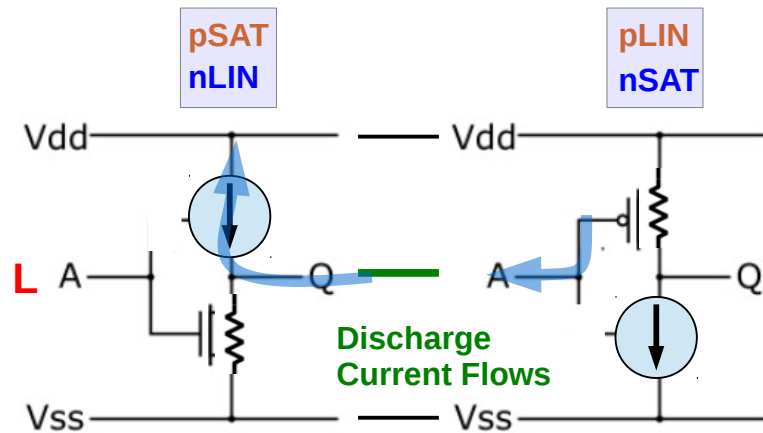 pSAT
nLIN
pLIN
nSAT
Vdd
Vdd
L A
Q
A
Q
Discharge
Current Flows
Vss
Vss